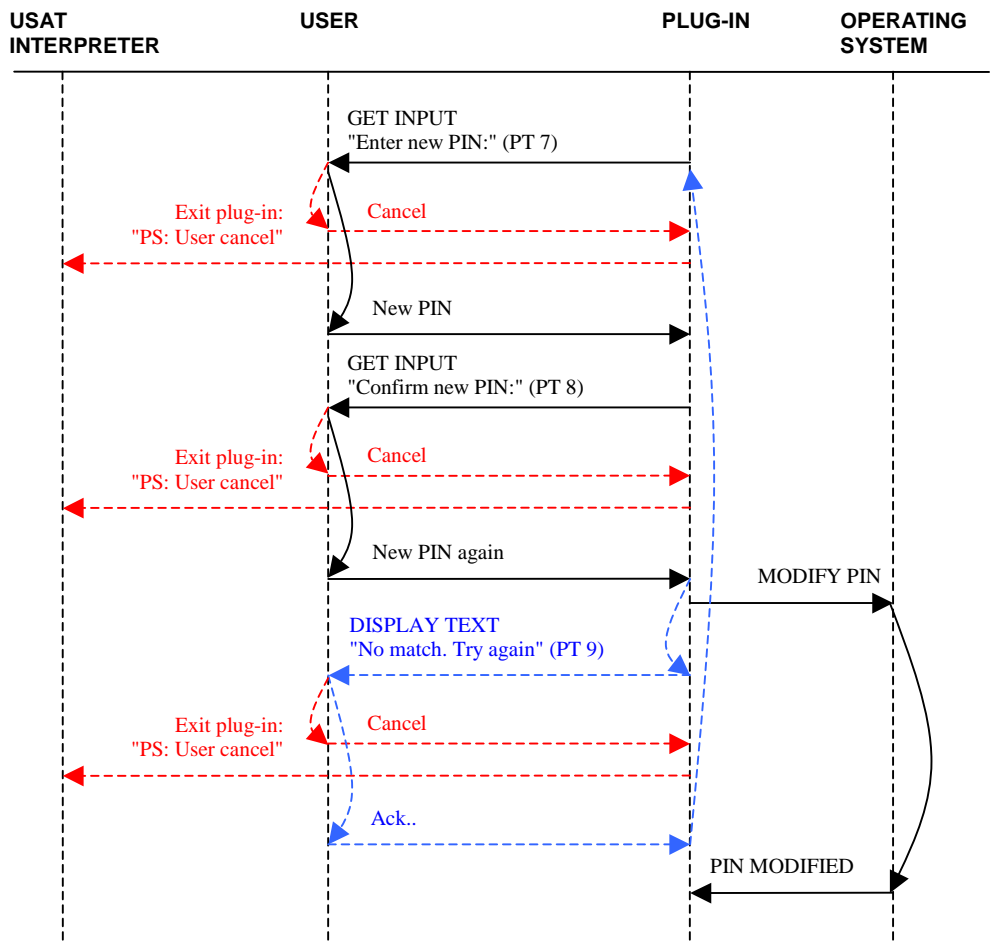 USAT
INTERPRETER
USER
PLUG-IN
OPERATING
SYSTEM
GET INPUT
"Enter new PIN:" (PT 7)
Exit plug-in:
"PS: User cancel"
Cancel
New PIN
GET INPUT
"Confirm new PIN:" (PT 8)
Exit plug-in:
"PS: User cancel"
Cancel
New PIN again
MODIFY PIN
DISPLAY TEXT
"No match. Try again" (PT 9)
Exit plug-in:
"PS: User cancel"
Cancel
Ack..
PIN MODIFIED